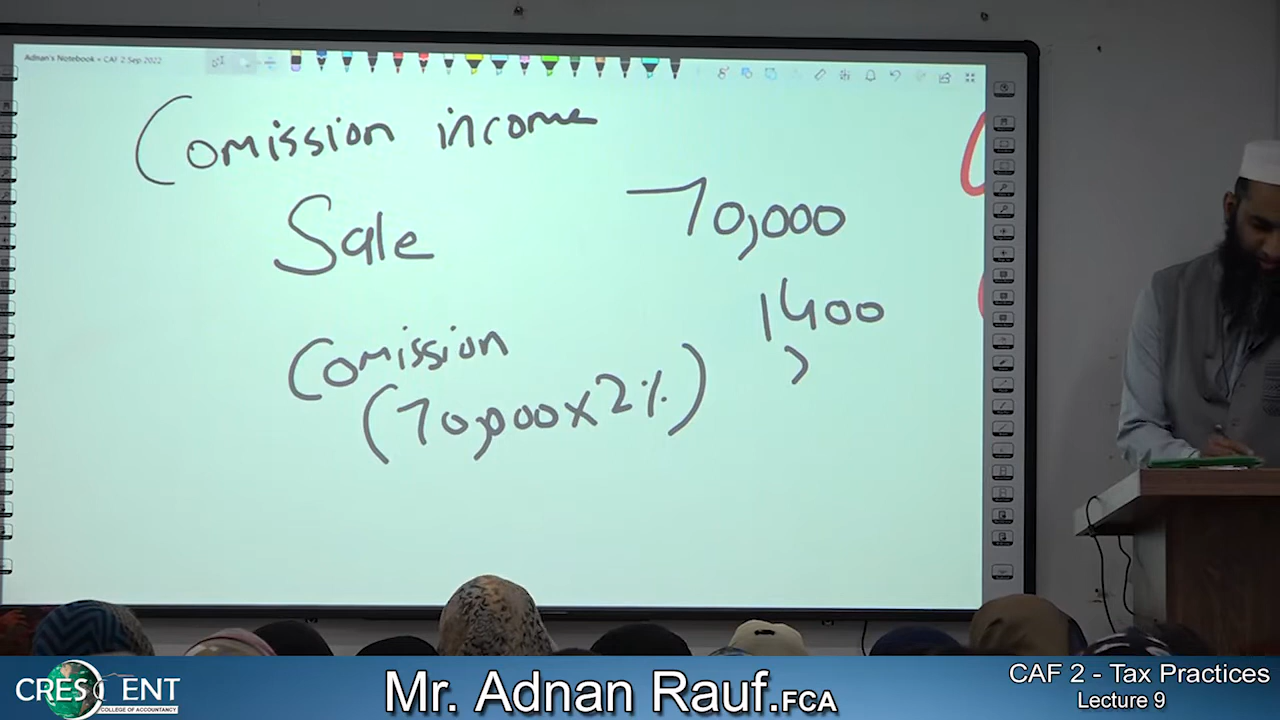 Adnan's Notebook • CAF 2 Sep 2022
Comission income
Sale 70,000
Comission 1400
(70,000x2%)
CRESCENT
COLLEGE OF ACCOUNTANCY
Mr. Adnan Rauf.FCA
CAF 2 - Tax Practices
Lecture 9